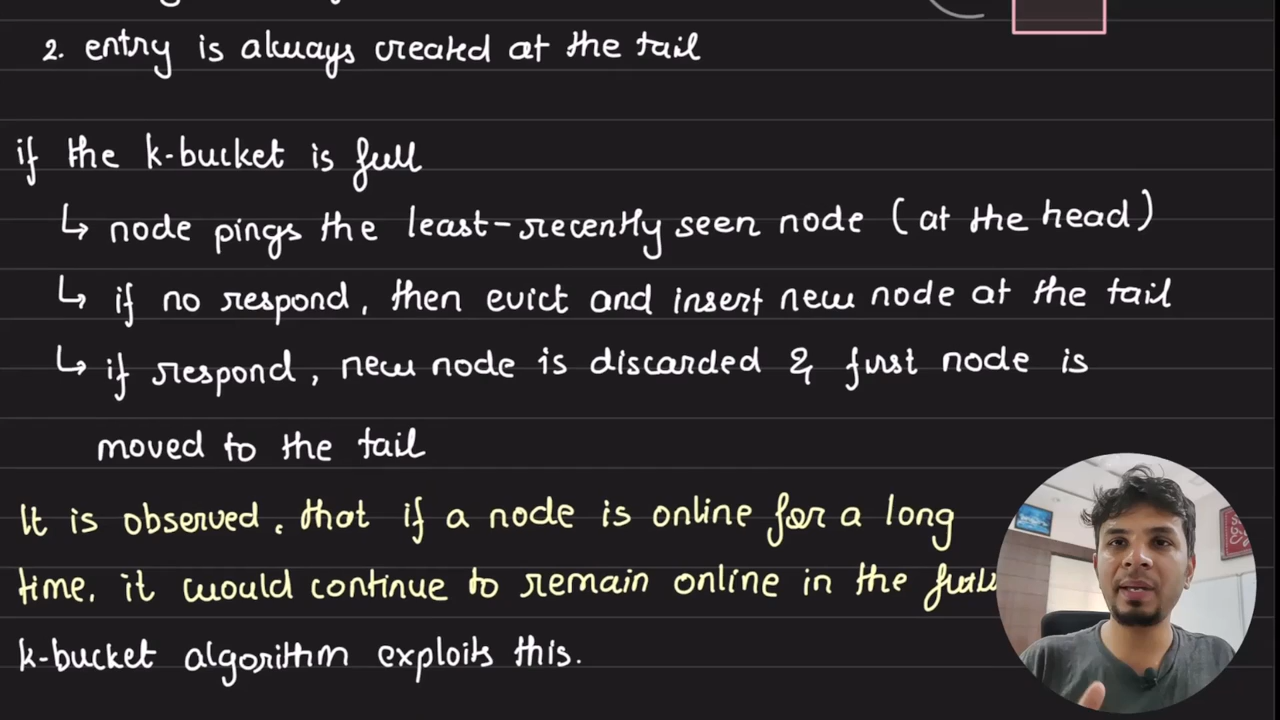 2. entry is always created at the tail
if the k-bucket is full
↳ node pings the least-recently seen node (at the head)
↳ if no respond, then evict and insert new node at the tail
↳ if respond, new node is discarded & first node is
moved to the tail
It is observed, that if a node is online for a long
time, it would continue to remain online in the
k-bucket algorithm exploits this.